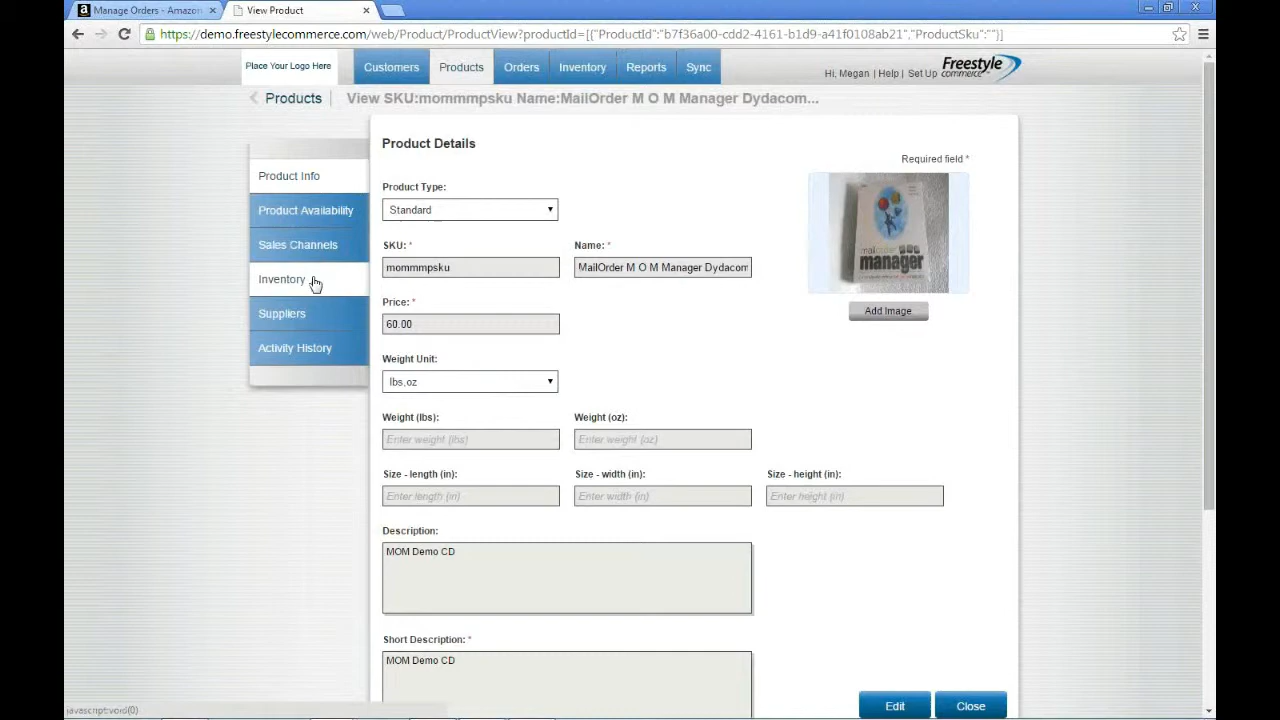 Manage Orders - Amazon
View Product
https://demo.freestylecommerce.com/web/Product/ProductView?productId=[{"ProductId":"b7f36a00-cdd2-4161-b1d9-a41f0108ab21","ProductSku":""}]
Place Your Logo Here
Customers
Products
Orders
Inventory
Reports
Sync
Hi, Megan | Help | Set Up
Freestyle
commerce
Products
View SKU:mommmpsku Name:MailOrder M O M Manager Dydacom...
Product Info
Product Availability
Sales Channels
Inventory
Suppliers
Activity History
Product Details
Required field *
Product Type:
Standard
SKU: *
Name: *
mommmpsku
MailOrder M O M Manager Dydacom
mailorder
manager
Add Image
Price: *
60.00
Weight Unit:
lbs,oz
Weight (lbs):
Weight (oz):
Enter weight (lbs)
Enter weight (oz)
Size - length (in):
Size - width (in):
Size - height (in):
Enter length (in)
Enter width (in)
Enter height (in)
Description:
MOM Demo CD
Short Description: *
MOM Demo CD
Edit
Close
javascript:void(0)